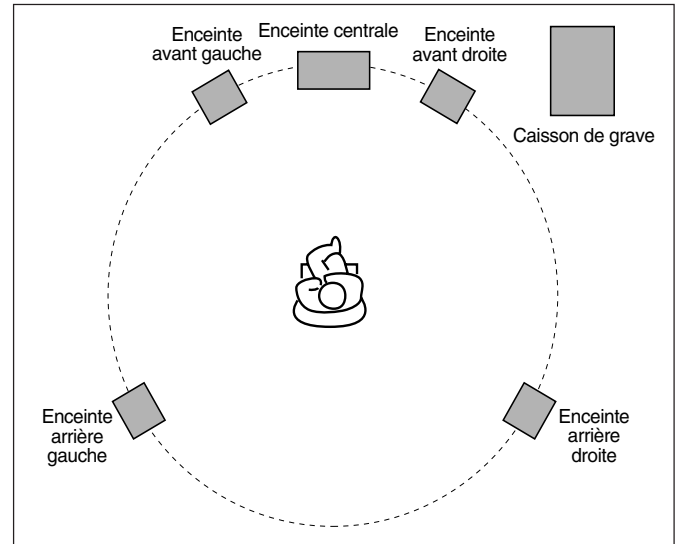 Enceinte
avant gauche
Enceinte centrale
Enceinte
avant droite
Caisson de grave
Enceinte
arrière
gauche
Enceinte
arrière
droite